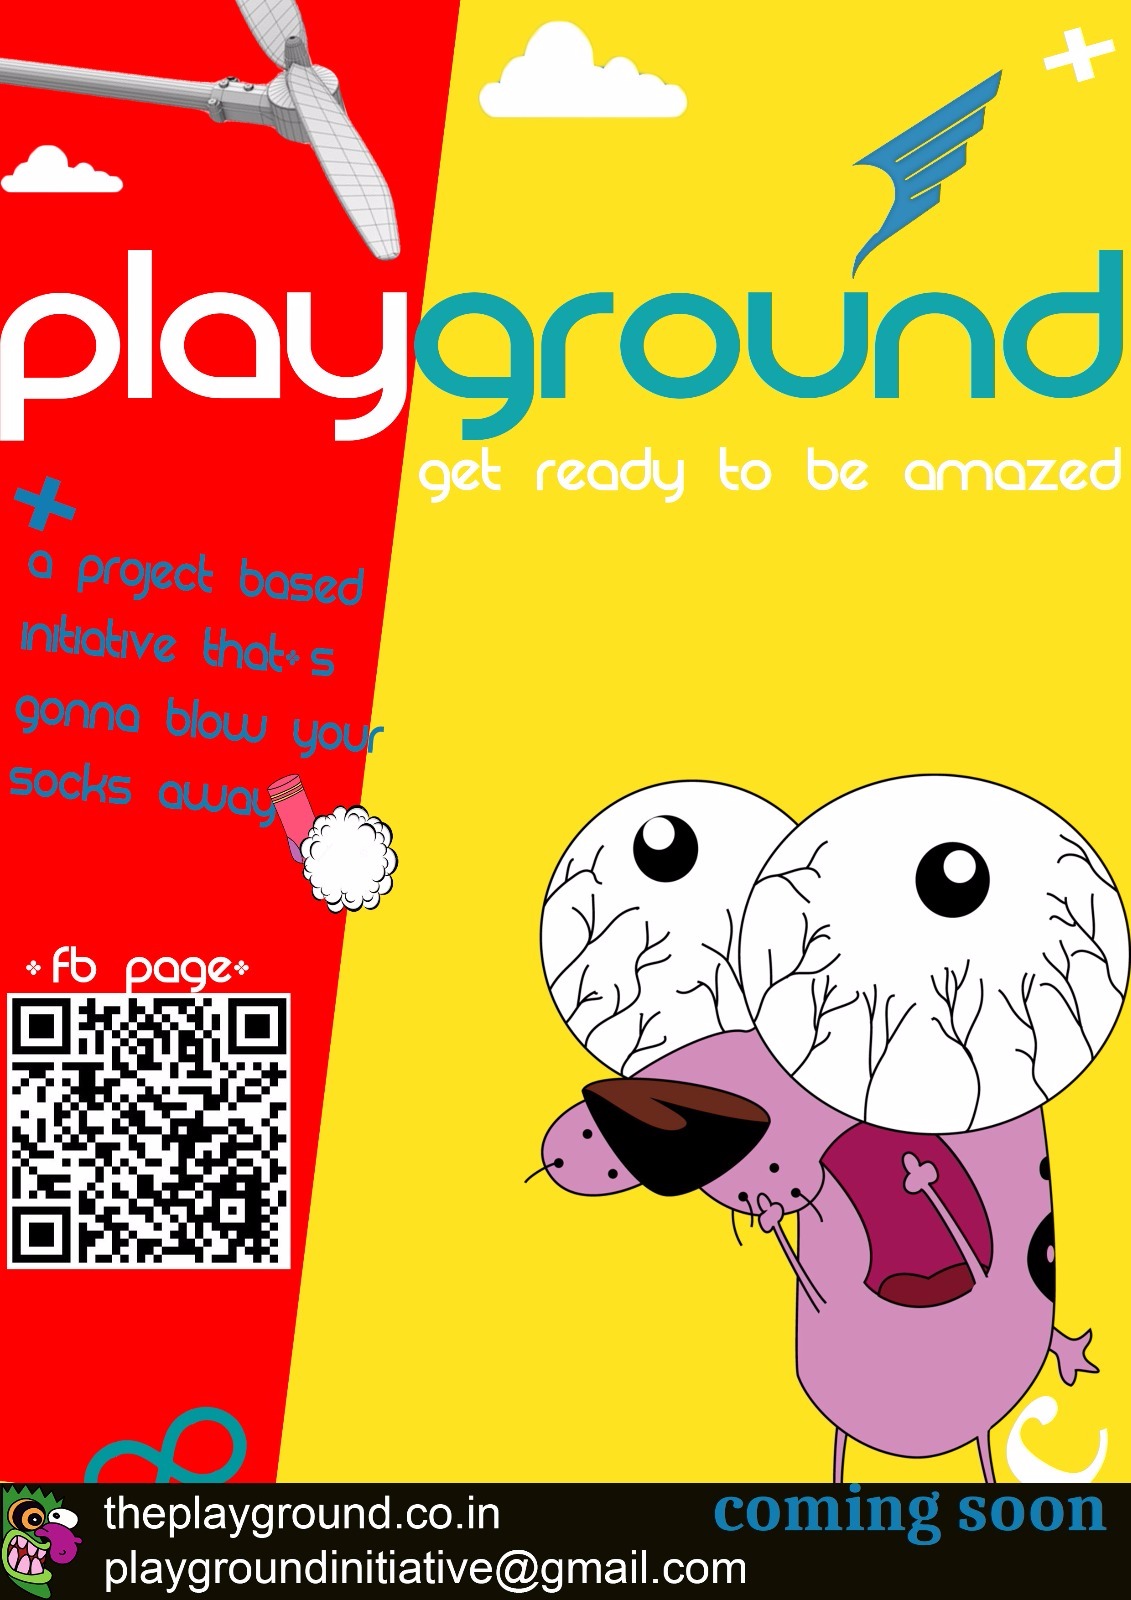 playground
get ready to be amazed
a project based
initiative that's
gonna blow your
socks away
fb page
theplayground.co.in
playgroundinitiative@gmail.com
coming soon